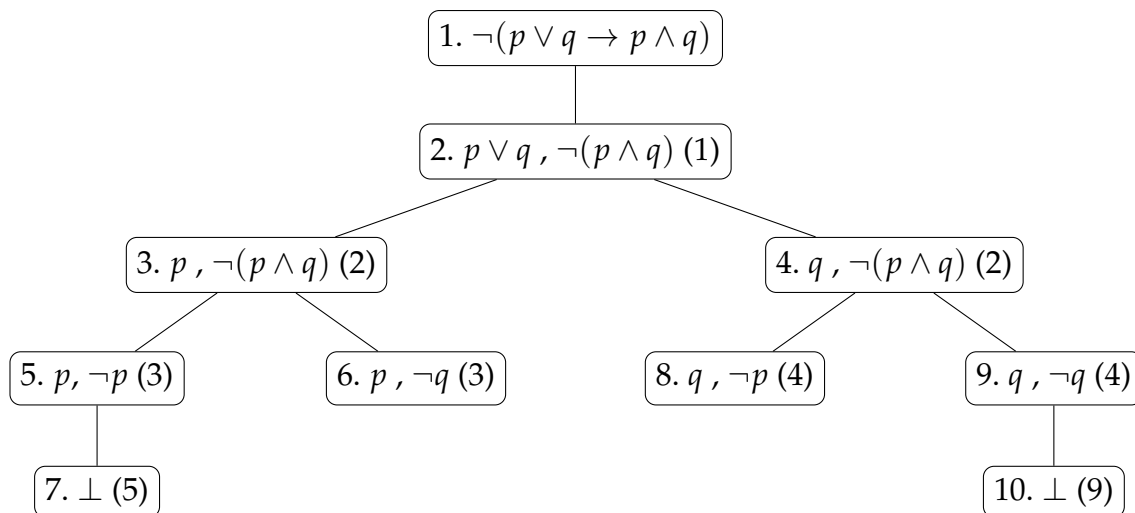 1. ¬(p ∨ q → p ∧ q)
2. p ∨ q , ¬(p ∧ q) (1)
3. p , ¬(p ∧ q) (2)
4. q , ¬(p ∧ q) (2)
5. p, ¬p (3)
6. p , ¬q (3)
8. q , ¬p (4)
9. q , ¬q (4)
7. ⊥ (5)
10. ⊥ (9)